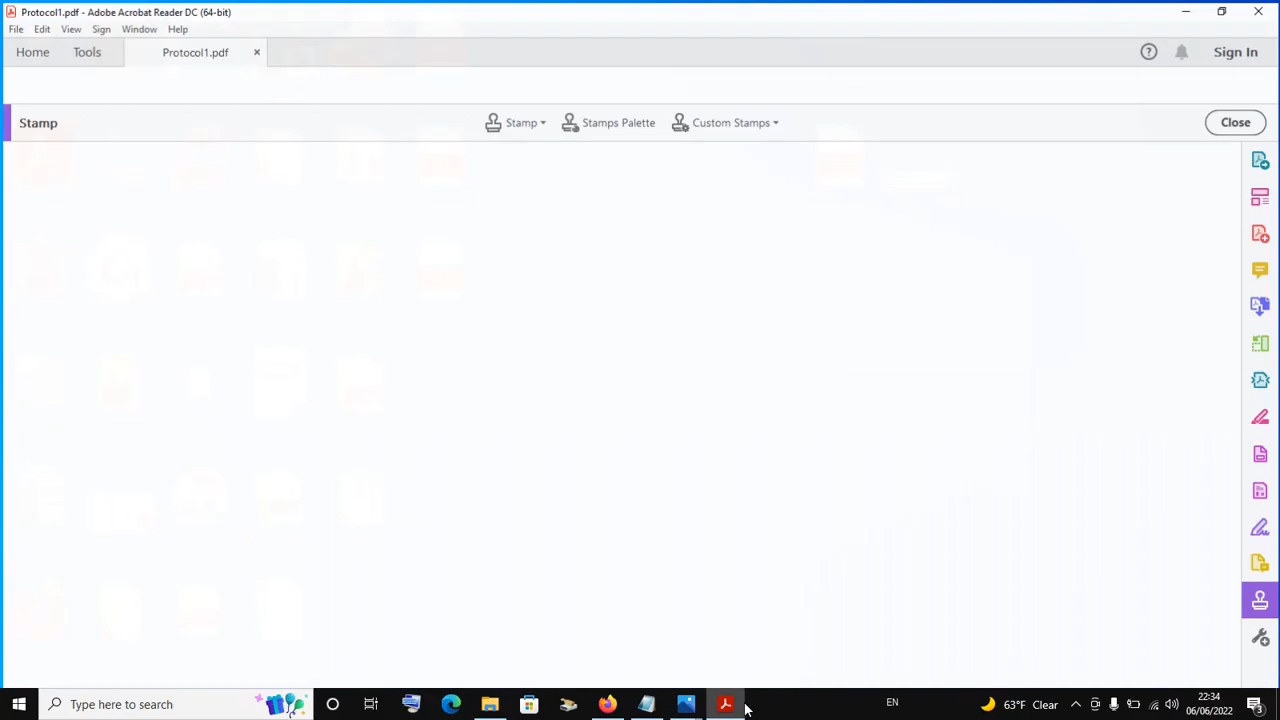 Protocol1.pdf - Adobe Acrobat Reader DC (64-bit)
File Edit View Sign Window Help
Home Tools Protocol1.pdf × ? Sign In
Stamp Stamp Stamps Palette Custom Stamps Close
Type here to search EN 63°F Clear 22:34
06/06/2022 3